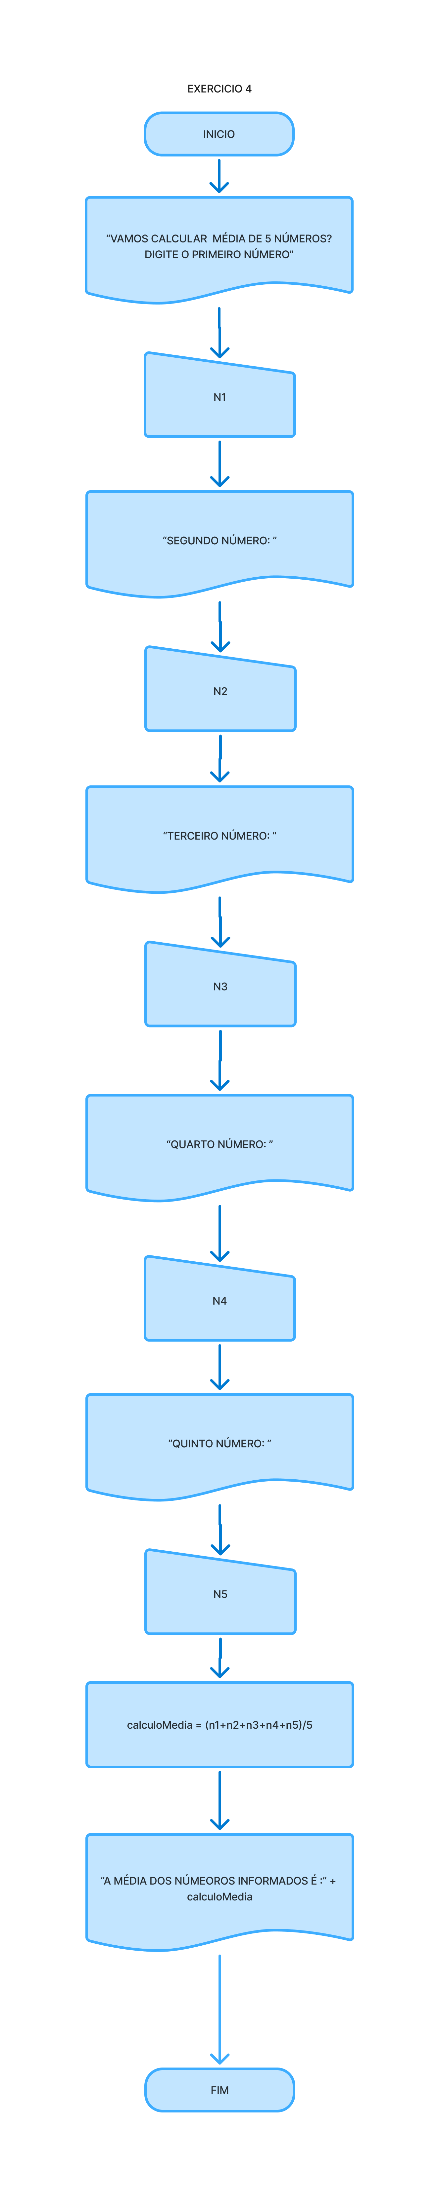 EXERCICIO 4
INICIO
“VAMOS CALCULAR  MÉDIA DE 5 NÚMEROS?
DIGITE O PRIMEIRO NÚMERO”
N1
“SEGUNDO NÚMERO: ”
N2
“TERCEIRO NÚMERO: ”
N3
“QUARTO NÚMERO: ”
N4
“QUINTO NÚMERO: ”
N5
calculoMedia = (n1+n2+n3+n4+n5)/5
“A MÉDIA DOS NÚMEOROS INFORMADOS É :” +
calculoMedia
FIM